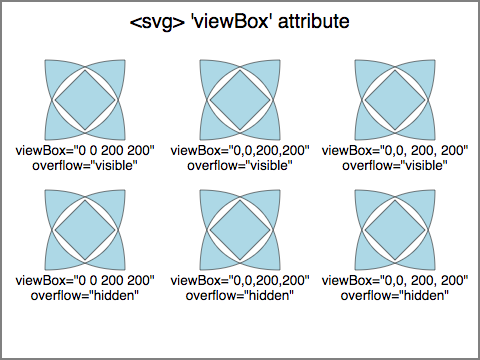 <svg> 'viewBox' attribute
viewBox="0 0 200 200" viewBox="0,0,200,200" viewBox="0,0, 200, 200"
overflow="visible" overflow="visible" overflow="visible"
viewBox="0 0 200 200" viewBox="0,0,200,200" viewBox="0,0, 200, 200"
overflow="hidden" overflow="hidden" overflow="hidden"